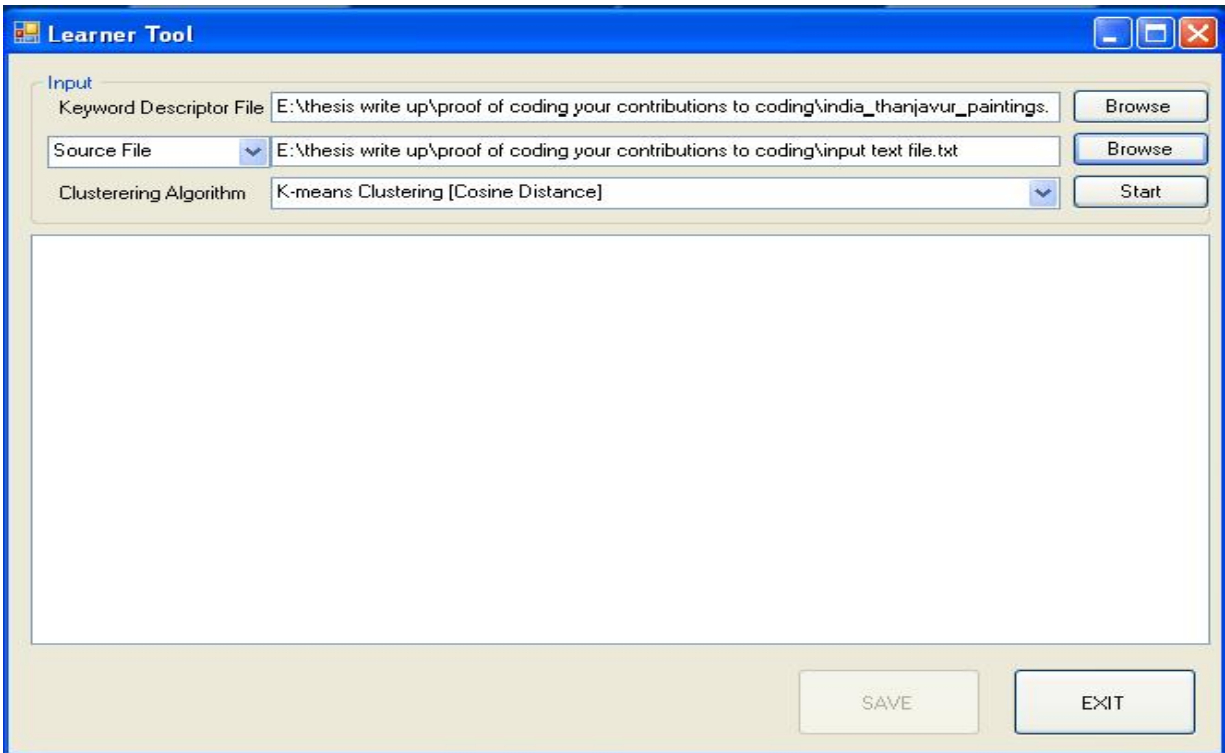 Learner Tool
Input
Keyword Descriptor File E:\thesis write up\proof of coding your contributions to coding\india_thanjavur_paintings. Browse
Source File E:\thesis write up\proof of coding your contributions to coding\input text file.txt Browse
Clusterering Algorithm K-means Clustering [Cosine Distance] Start
SAVE EXIT